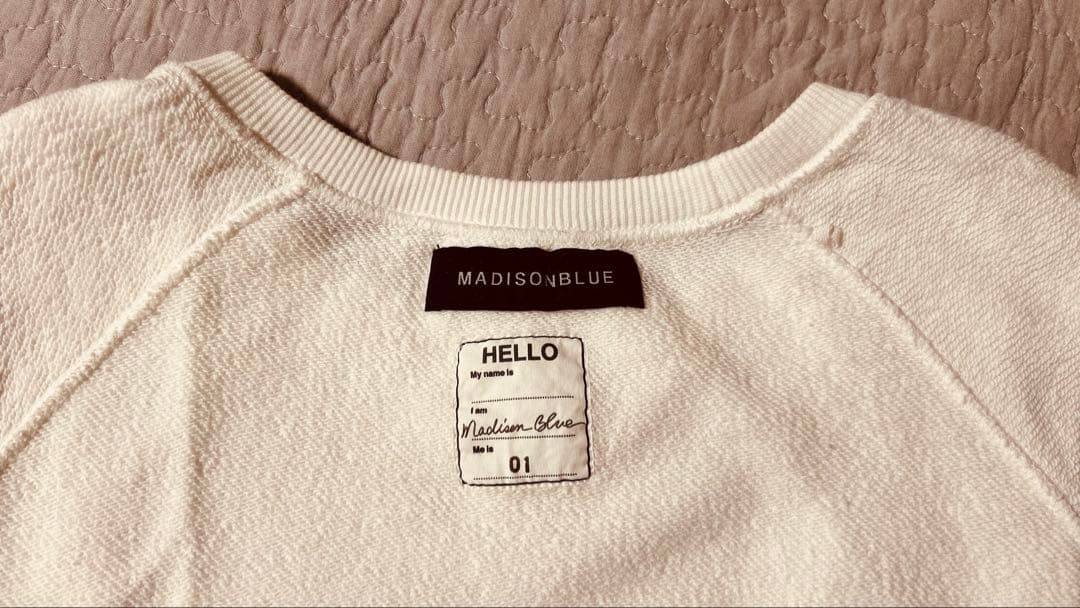 MADISONBLUE
HELLO
My name is
I am
Madison Blue
Me is
01